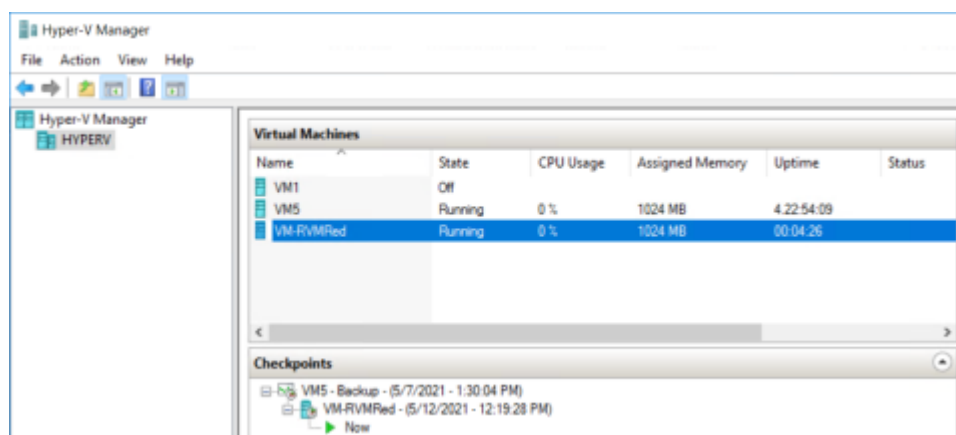 Hyper-V Manager
File Action View Help
Hyper-V Manager
HYPERV
Virtual Machines
Name State CPU Usage Assigned Memory Uptime Status
VM1 Off
VM5 Running 0 % 1024 MB 4.22:54:09
VM-RVMRed Running 0 % 1024 MB 00:04:26
Checkpoints
VM5 - Backup - (5/7/2021 - 1:30:04 PM)
VM-RVMRed - (5/12/2021 - 12:19:28 PM)
Now